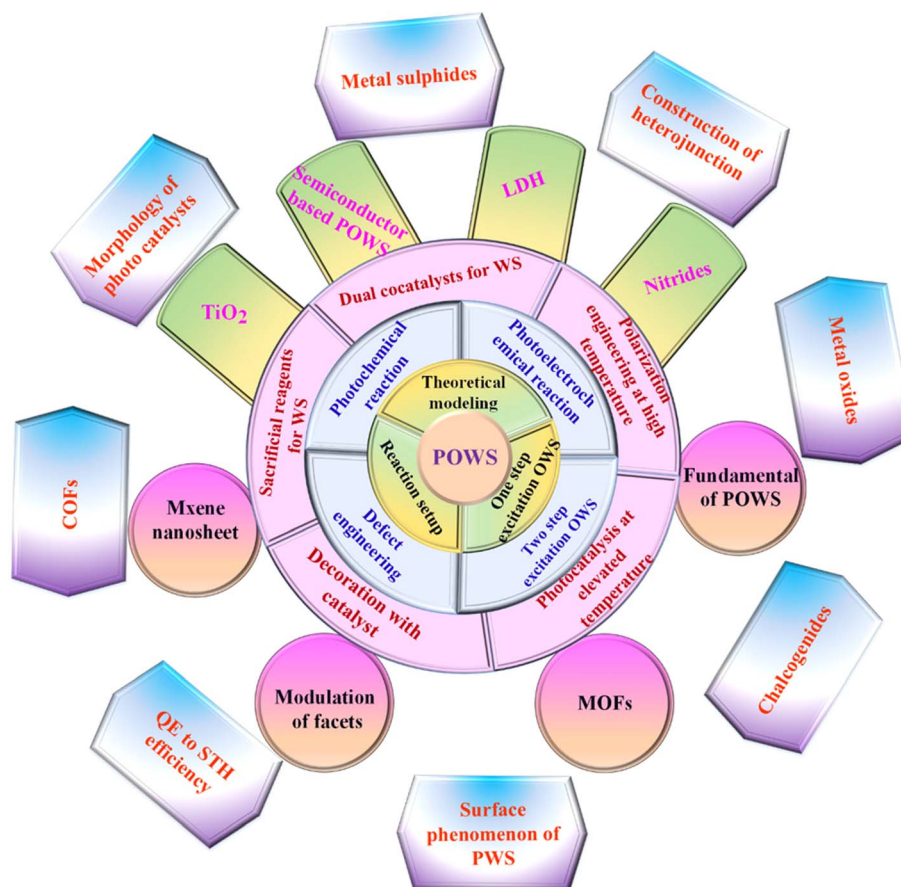 Metal sulphides
Construction of
heterojunction
Morphology of
photo catalysts
Semiconductor
based POWS
LDH
TiO2
Nitrides
Metal oxides
Dual cocatalysts for WS
Polarization
engineering at high
temperature
Sacrificial reagents
for WS
Photochemical
reaction
Photoelectroch
emical reaction
Theoretical
modeling
POWS
Reaction setup
One step
excitation OWS
Defect
engineering
Two step
excitation OWS
Decoration with
catalyst
Photocatalysis at
elevated
temperature
COFs
Mxene
nanosheet
Fundamental
of POWS
Chalcogenides
Modulation
of facets
MOFs
QE to STH
efficiency
Surface
phenomenon of
PWS